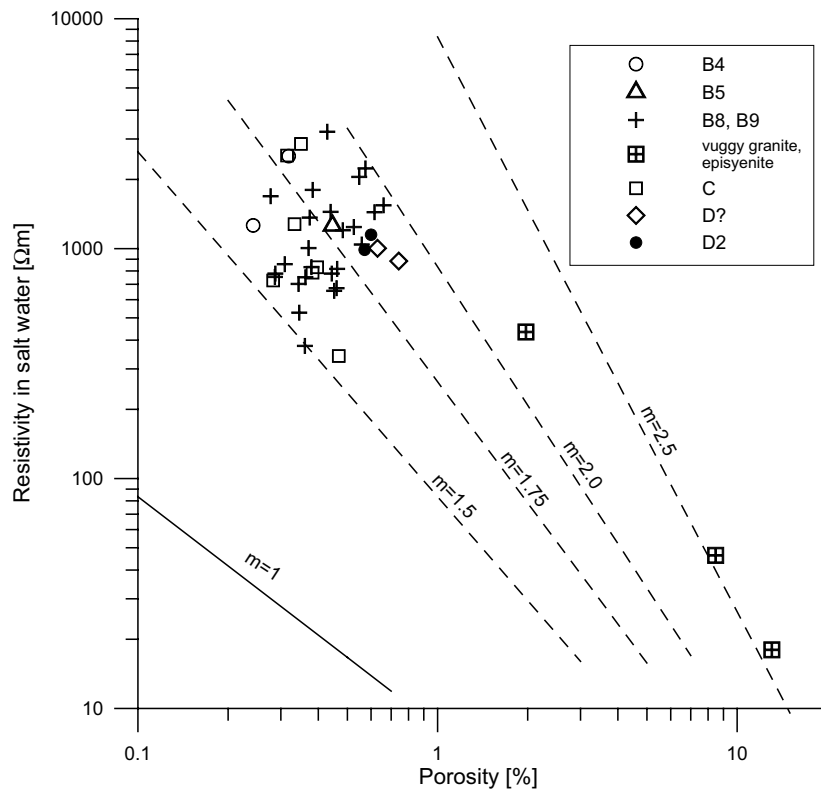 10000
1000
100
10
Resistivity in salt water [Ωm]
0.1
1
10
Porosity [%]
B4
B5
B8, B9
vuggy granite,
episyenite
C
D?
D2
m=1
m=1.5
m=1.75
m=2.0
m=2.5